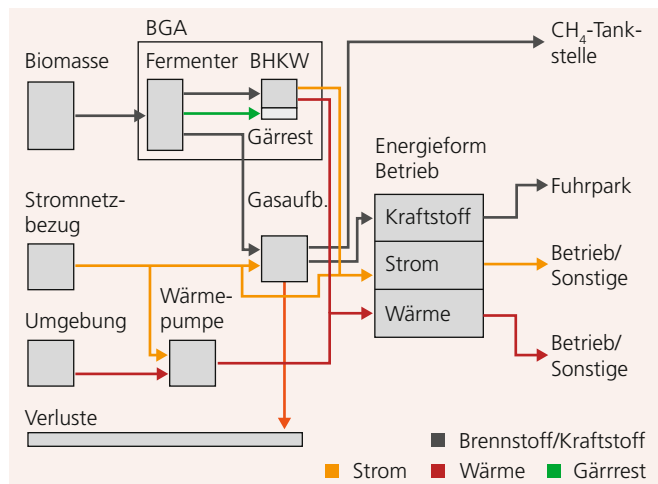 BGA
CH₄-Tank-
stelle
Biomasse
Fermenter
BHKW
Gärrest
Energieform
Betrieb
Stromnetz-
bezug
Gasaufb.
Kraftstoff
Fuhrpark
Strom
Betrieb/
Sonstige
Wärme-
pumpe
Umgebung
Wärme
Betrieb/
Sonstige
Verluste
Brennstoff/Kraftstoff
Strom
Wärme
Gärrrest